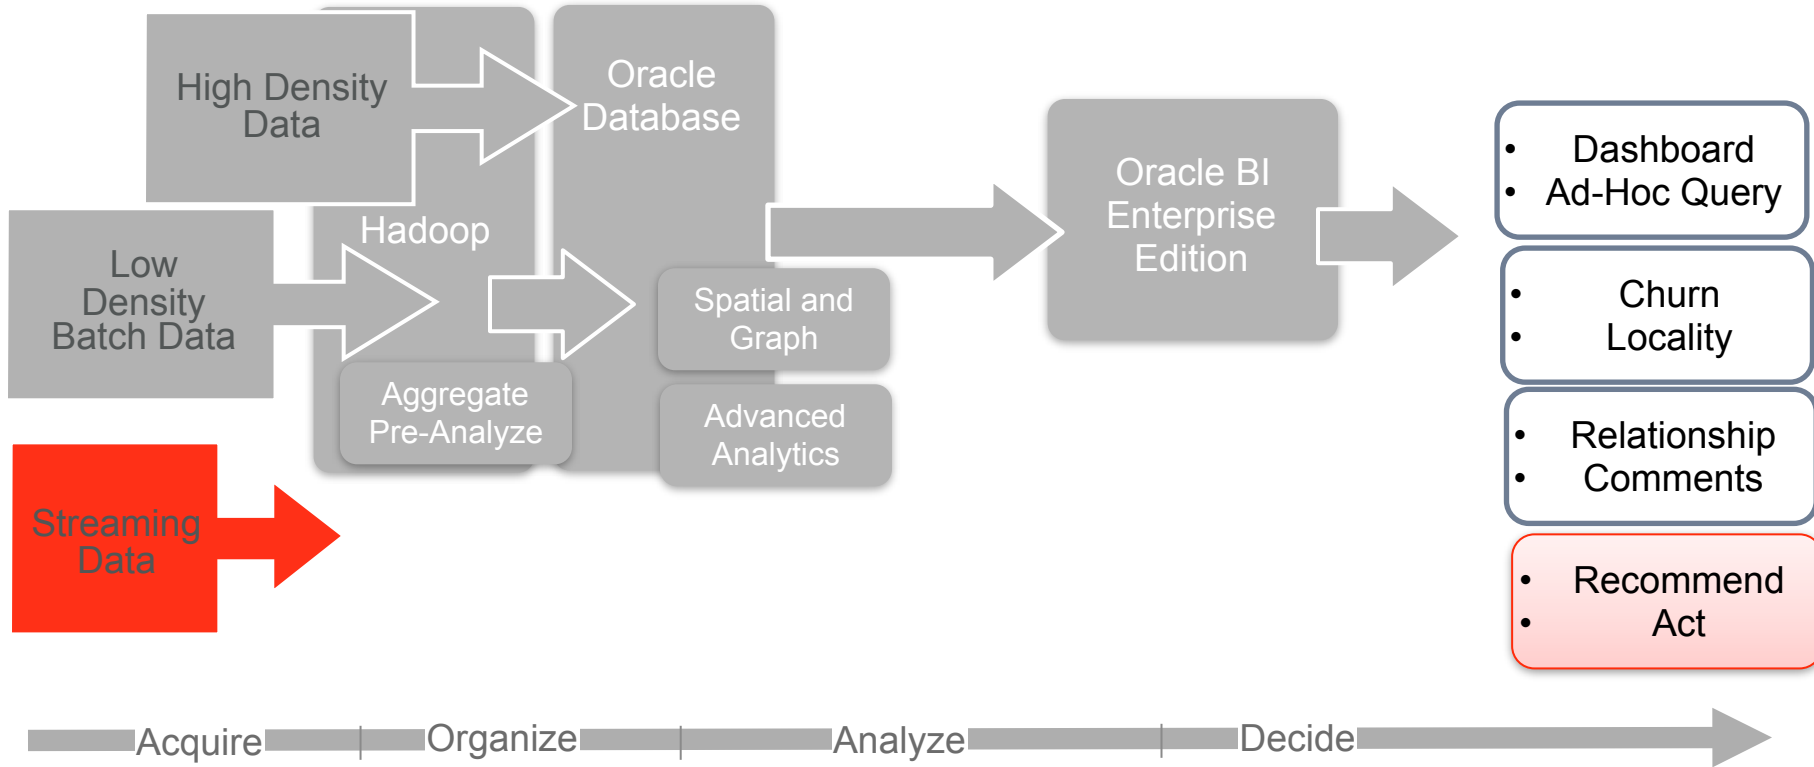 High Density
Data
Oracle
Database
Hadoop
Low
Density
Batch Data
Aggregate
Pre-Analyze
Spatial and
Graph
Advanced
Analytics
Streaming
Data
Oracle BI
Enterprise
Edition
• Dashboard
• Ad-Hoc Query
• Churn
• Locality
• Relationship
• Comments
• Recommend
• Act
Acquire
Organize
Analyze
Decide